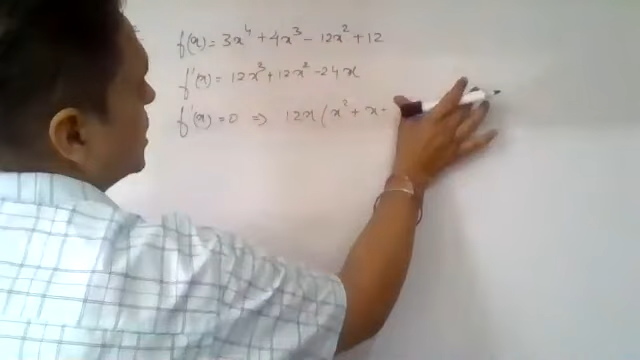 f(x) = 3x⁴ + 4x³ - 12x² + 12
f'(x) = 12x³ + 12x² - 24x
f'(x) = 0 ⇒ 12x(x² + x -